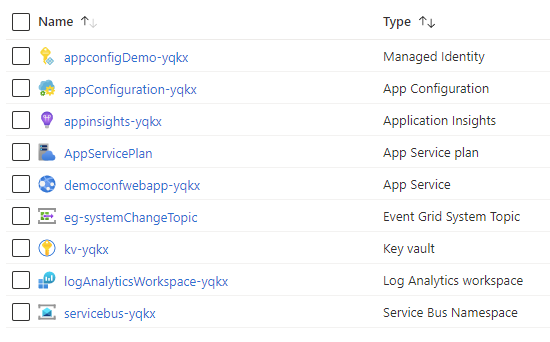 Name Type
appconfigDemo-yqkx Managed Identity
appConfiguration-yqkx App Configuration
appinsights-yqkx Application Insights
AppServicePlan App Service plan
democonfwebapp-yqkx App Service
eg-systemChangeTopic Event Grid System Topic
kv-yqkx Key vault
logAnalyticsWorkspace-yqkx Log Analytics workspace
servicebus-yqkx Service Bus Namespace